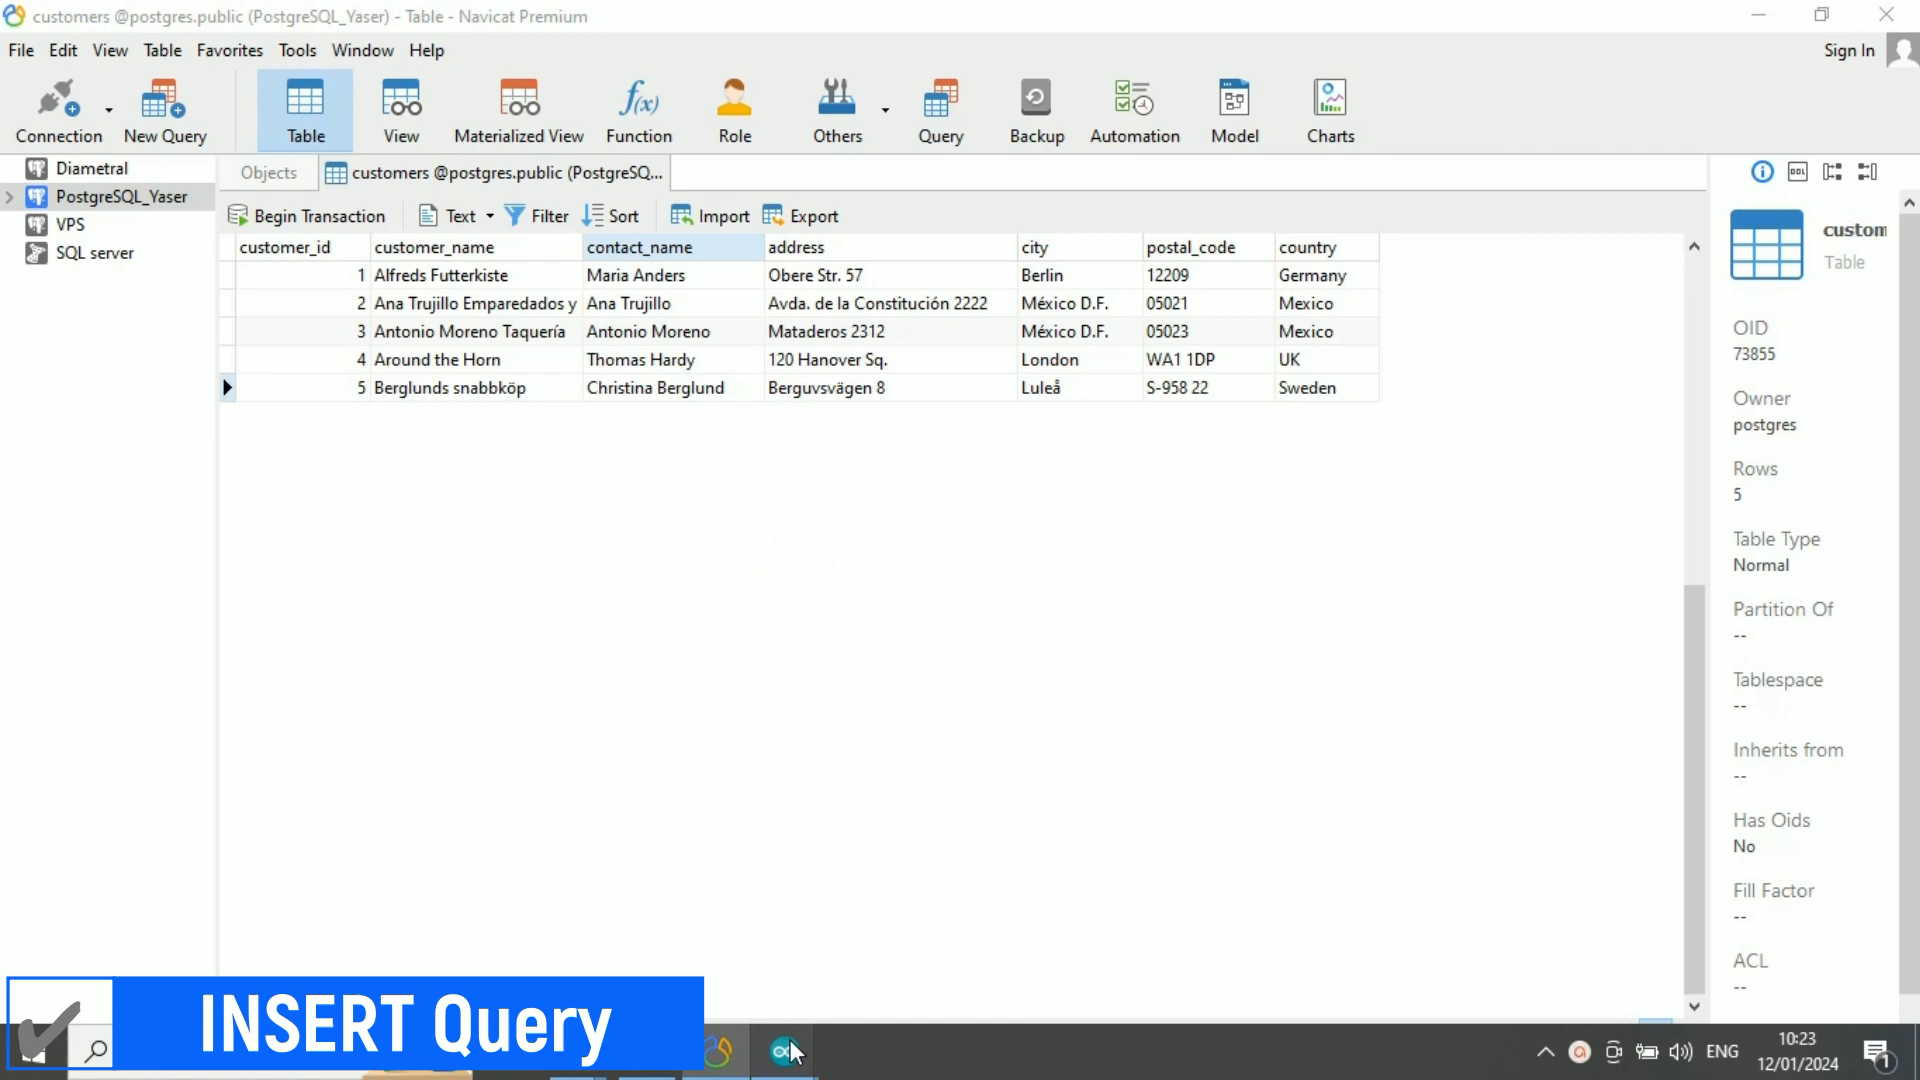 customers @postgres.public (PostgreSQL_Yaser) - Table - Navicat Premium
File Edit View Table Favorites Tools Window Help Sign In
Connection New Query Table View Materialized View Function Role Others Query Backup Automation Model Charts
Diametral
PostgreSQL_Yaser
VPS
SQL server
Objects customers @postgres.public (PostgreSQ...
Begin Transaction Text Filter Sort Import Export
customer_id customer_name contact_name address city postal_code country
1 Alfreds Futterkiste Maria Anders Obere Str. 57 Berlin 12209 Germany
2 Ana Trujillo Emparedados y Ana Trujillo Avda. de la Constitución 2222 México D.F. 05021 Mexico
3 Antonio Moreno Taquería Antonio Moreno Mataderos 2312 México D.F. 05023 Mexico
4 Around the Horn Thomas Hardy 120 Hanover Sq. London WA1 1DP UK
5 Berglunds snabbköp Christina Berglund Berguvsvägen 8 Luleå S-958 22 Sweden
DDL
custom
Table
OID
73855
Owner
postgres
Rows
5
Table Type
Normal
Partition Of
--
Tablespace
--
Inherits from
--
Has Oids
No
Fill Factor
--
ACL
--
INSERT Query
ENG
10:23
12/01/2024
1